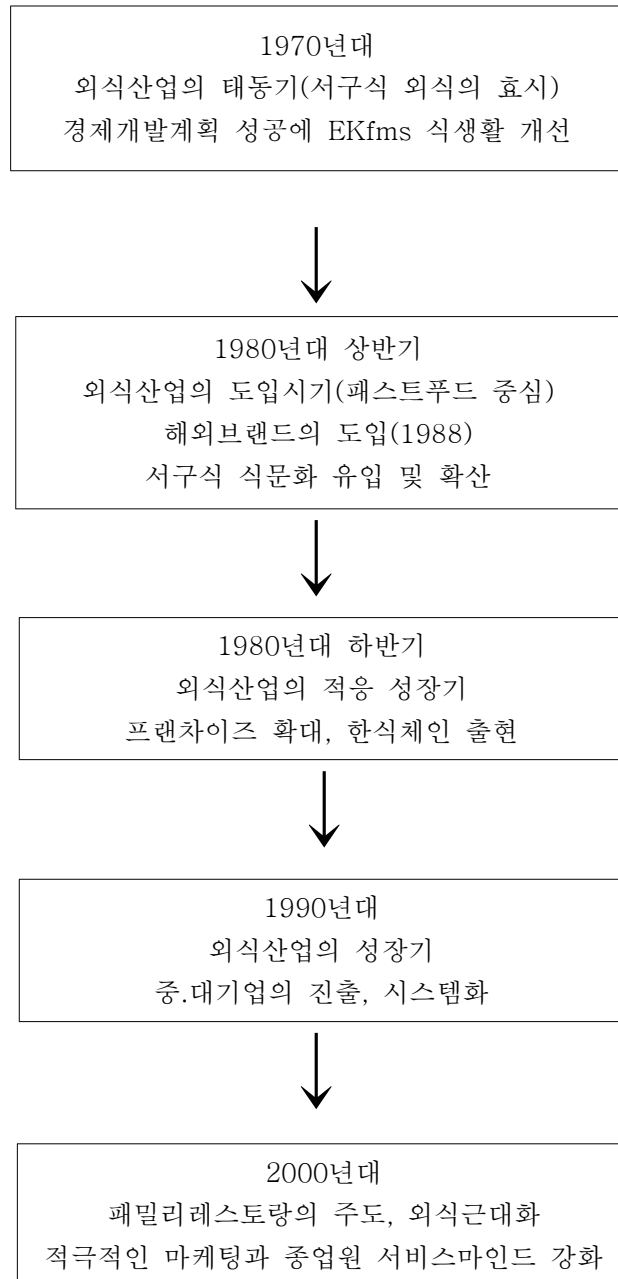 1970년대
외식산업의 태동기(서구식 외식의 효시)
경제개발계획 성공에 EKfms 식생활 개선
1980년대 상반기
외식산업의 도입시기(패스트푸드 중심)
해외브랜드의 도입(1988)
서구식 식문화 유입 및 확산
1980년대 하반기
외식산업의 적응 성장기
프랜차이즈 확대, 한식체인 출현
1990년대
외식산업의 성장기
중.대기업의 진출, 시스템화
2000년대
패밀리레스토랑의 주도, 외식근대화
적극적인 마케팅과 종업원 서비스마인드 강화